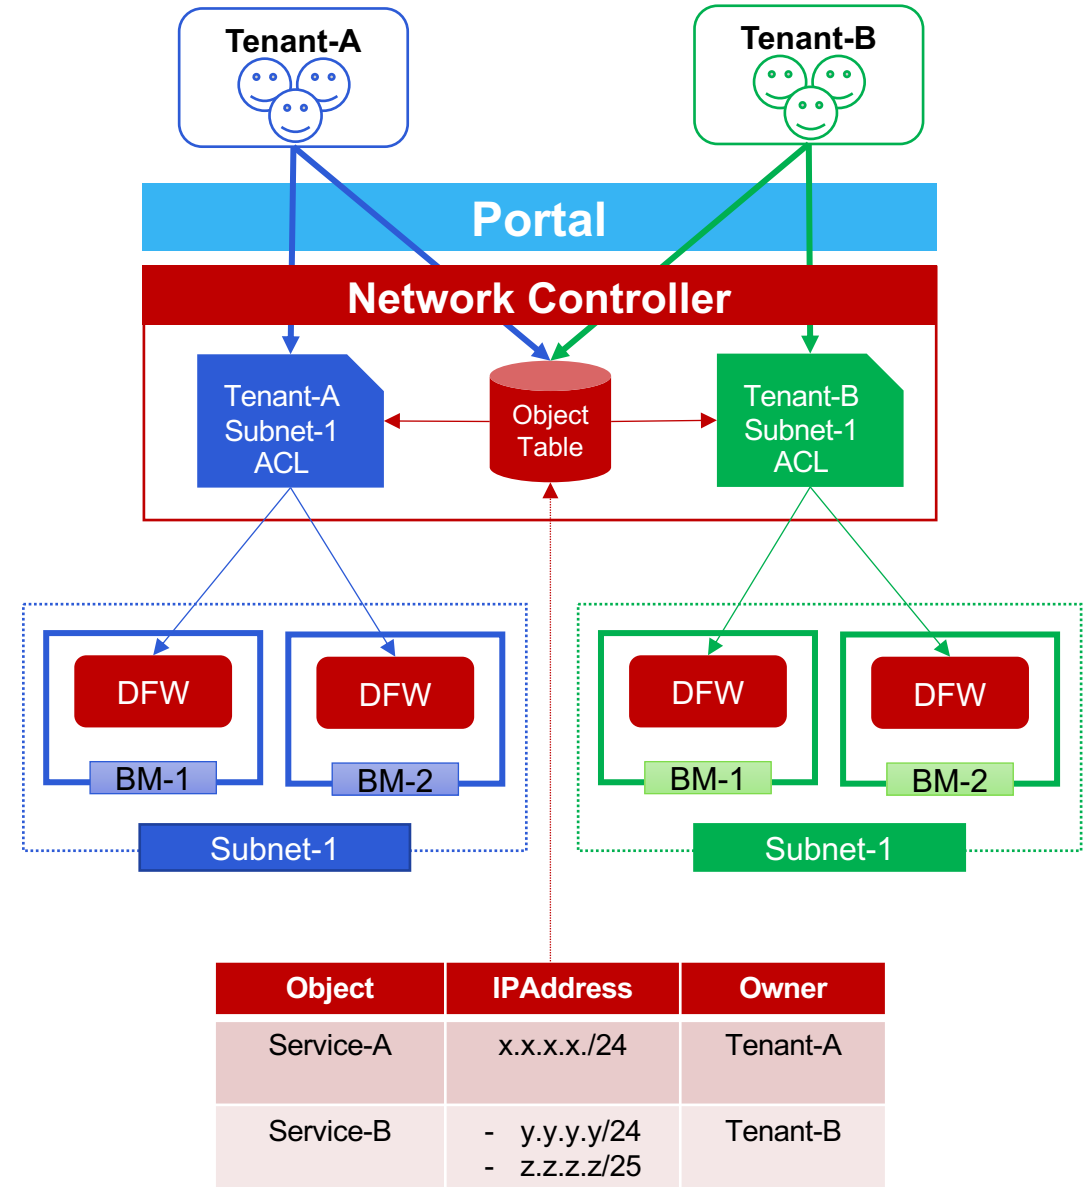 Tenant-A
Tenant-B
Portal
Network Controller
Tenant-A
Subnet-1
ACL
Object
Table
Tenant-B
Subnet-1
ACL
DFW
DFW
DFW
DFW
BM-1
BM-2
BM-1
BM-2
Subnet-1
Subnet-1
Object IPAddress Owner
Service-A x.x.x.x./24 Tenant-A
Service-B - y.y.y.y/24 Tenant-B
- z.z.z.z/25